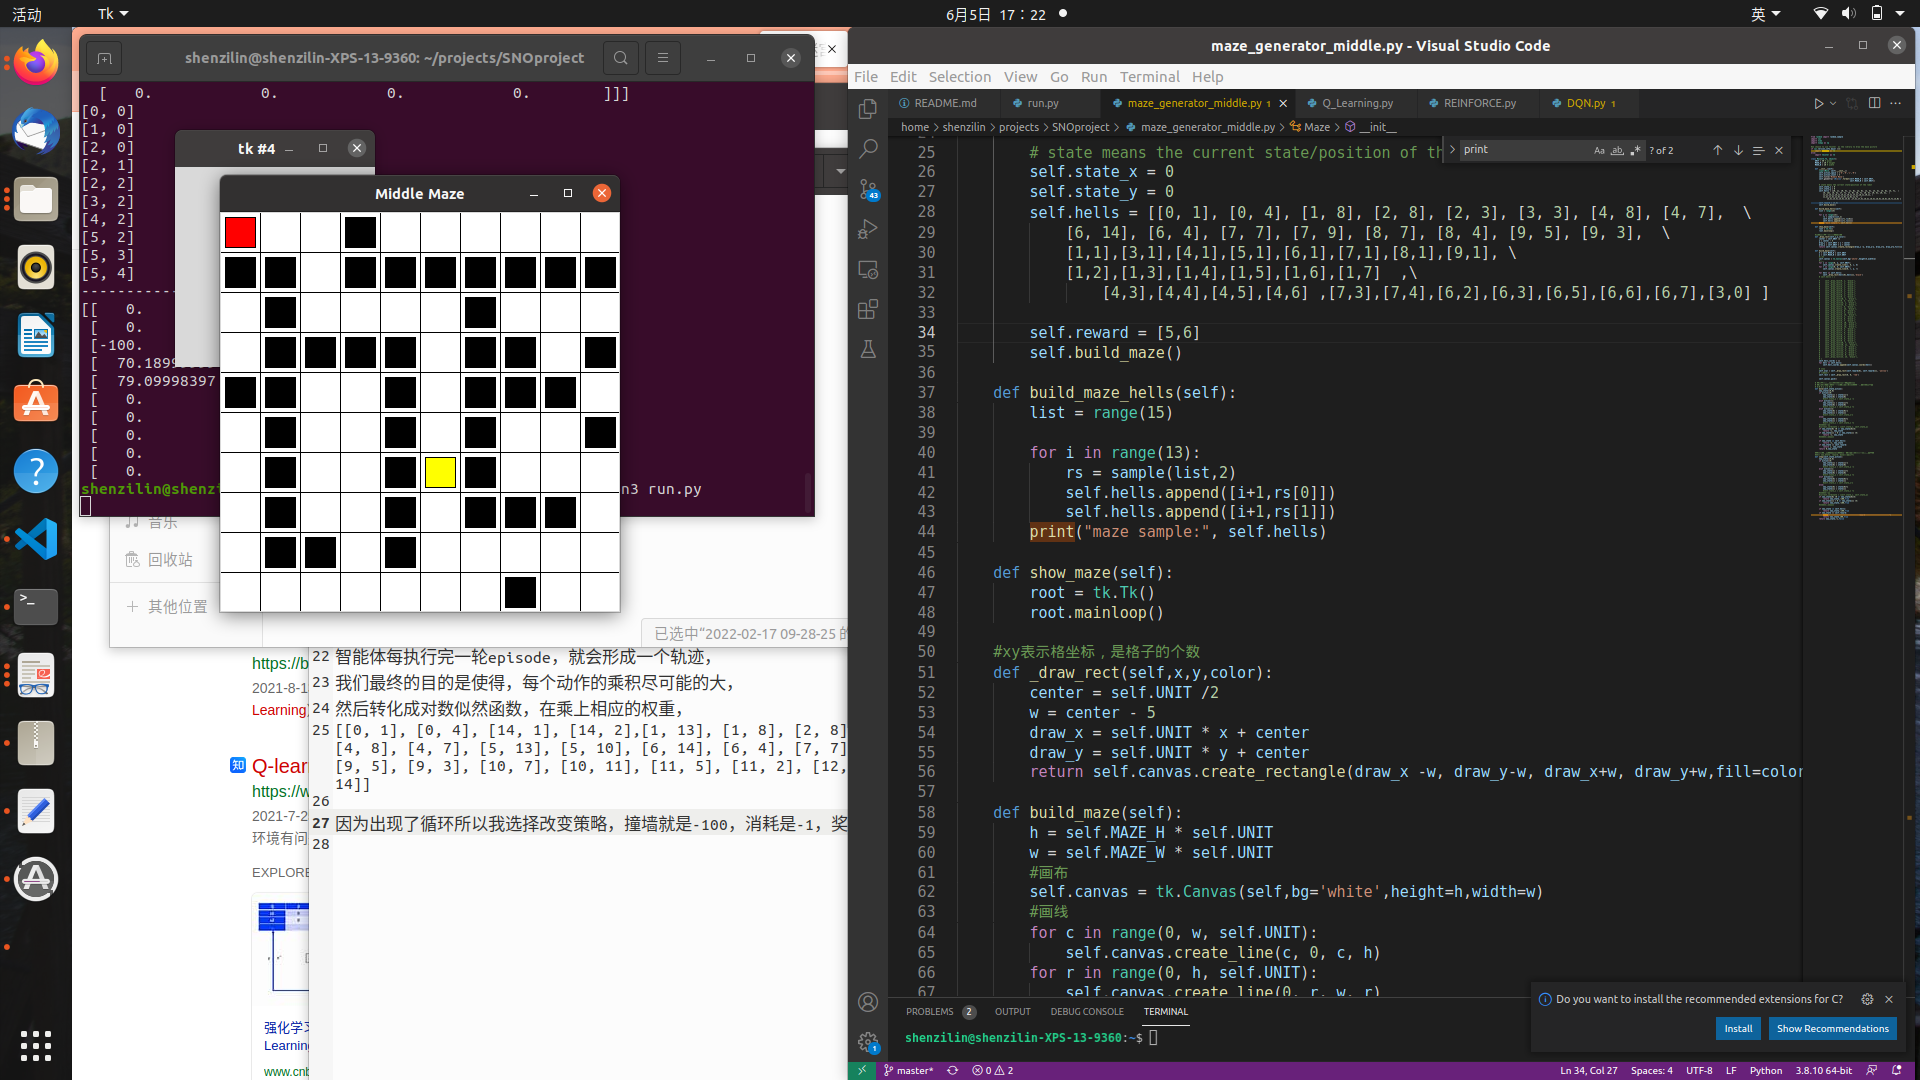 活动
Tk
6月5日 17：22
英
shenzilin@shenzilin-XPS-13-9360: ~/projects/SNOproject
[ 0. 0. 0. 0. ]]]
[0, 0]
[1, 0]
[2, 0]
[2, 1]
[2, 2]
[3, 2]
[4, 2]
[5, 2]
[5, 3]
[5, 4]
[[ 0.
[ 0.
[-100.
[ 70.1899
[ 79.09998397
[ 0.
[ 0.
[ 0.
[ 0.
[ 0.
shenzilin@shenzi
n3 run.py
tk #4
Middle Maze
音乐
回收站
+ 其他位置
已选中“2022-02-17 09-28-25 的
https://b
2021-8-1
Learning
知 Q-learn
https://w
2021-7-2
环境有问
EXPLORE
强化学习
Learning
www.cnb
22 智能体每执行完一轮episode，就会形成一个轨迹，
23 我们最终的目的是使得，每个动作的乘积尽可能的大，
24 然后转化成对数似然函数，在乘上相应的权重，
25 [[0, 1], [0, 4], [14, 1], [14, 2],[1, 13], [1, 8], [2, 8]
[4, 8], [4, 7], [5, 13], [5, 10], [6, 14], [6, 4], [7, 7]
[9, 5], [9, 3], [10, 7], [10, 11], [11, 5], [11, 2], [12,
14]]
26
27 因为出现了循环所以我选择改变策略，撞墙就是-100，消耗是-1，奖
28
maze_generator_middle.py - Visual Studio Code
File Edit Selection View Go Run Terminal Help
README.md run.py maze_generator_middle.py 1 Q_Learning.py REINFORCE.py DQN.py 1
home > shenzilin > projects > SNOproject > maze_generator_middle.py > Maze > __init__
print
Aa ab .* ? of 2
25 # state means the current state/position of th
26 self.state_x = 0
27 self.state_y = 0
28 self.hells = [[0, 1], [0, 4], [1, 8], [2, 8], [2, 3], [3, 3], [4, 8], [4, 7], \
29 [6, 14], [6, 4], [7, 7], [7, 9], [8, 7], [8, 4], [9, 5], [9, 3], \
30 [1,1],[3,1],[4,1],[5,1],[6,1],[7,1],[8,1],[9,1], \
31 [1,2],[1,3],[1,4],[1,5],[1,6],[1,7] ,\
32 [4,3],[4,4],[4,5],[4,6] ,[7,3],[7,4],[6,2],[6,3],[6,5],[6,6],[6,7],[3,0] ]
33
34 self.reward = [5,6]
35 self.build_maze()
36
37 def build_maze_hells(self):
38 list = range(15)
39
40 for i in range(13):
41 rs = sample(list,2)
42 self.hells.append([i+1,rs[0]])
43 self.hells.append([i+1,rs[1]])
44 print("maze sample:", self.hells)
45
46 def show_maze(self):
47 root = tk.Tk()
48 root.mainloop()
49
50 #xy表示格坐标，是格子的个数
51 def _draw_rect(self,x,y,color):
52 center = self.UNIT /2
53 w = center - 5
54 draw_x = self.UNIT * x + center
55 draw_y = self.UNIT * y + center
56 return self.canvas.create_rectangle(draw_x -w, draw_y-w, draw_x+w, draw_y+w,fill=color
57
58 def build_maze(self):
59 h = self.MAZE_H * self.UNIT
60 w = self.MAZE_W * self.UNIT
61 #画布
62 self.canvas = tk.Canvas(self,bg='white',height=h,width=w)
63 #画线
64 for c in range(0, w, self.UNIT):
65 self.canvas.create_line(c, 0, c, h)
66 for r in range(0, h, self.UNIT):
67 self.canvas.create_line(0, r, w, r)
43
1
PROBLEMS 2 OUTPUT DEBUG CONSOLE TERMINAL
shenzilin@shenzilin-XPS-13-9360:~$
Do you want to install the recommended extensions for C?
Install
Show Recommendations
master* 0 2
Ln 34, Col 27 Spaces: 4 UTF-8 LF Python 3.8.10 64-bit